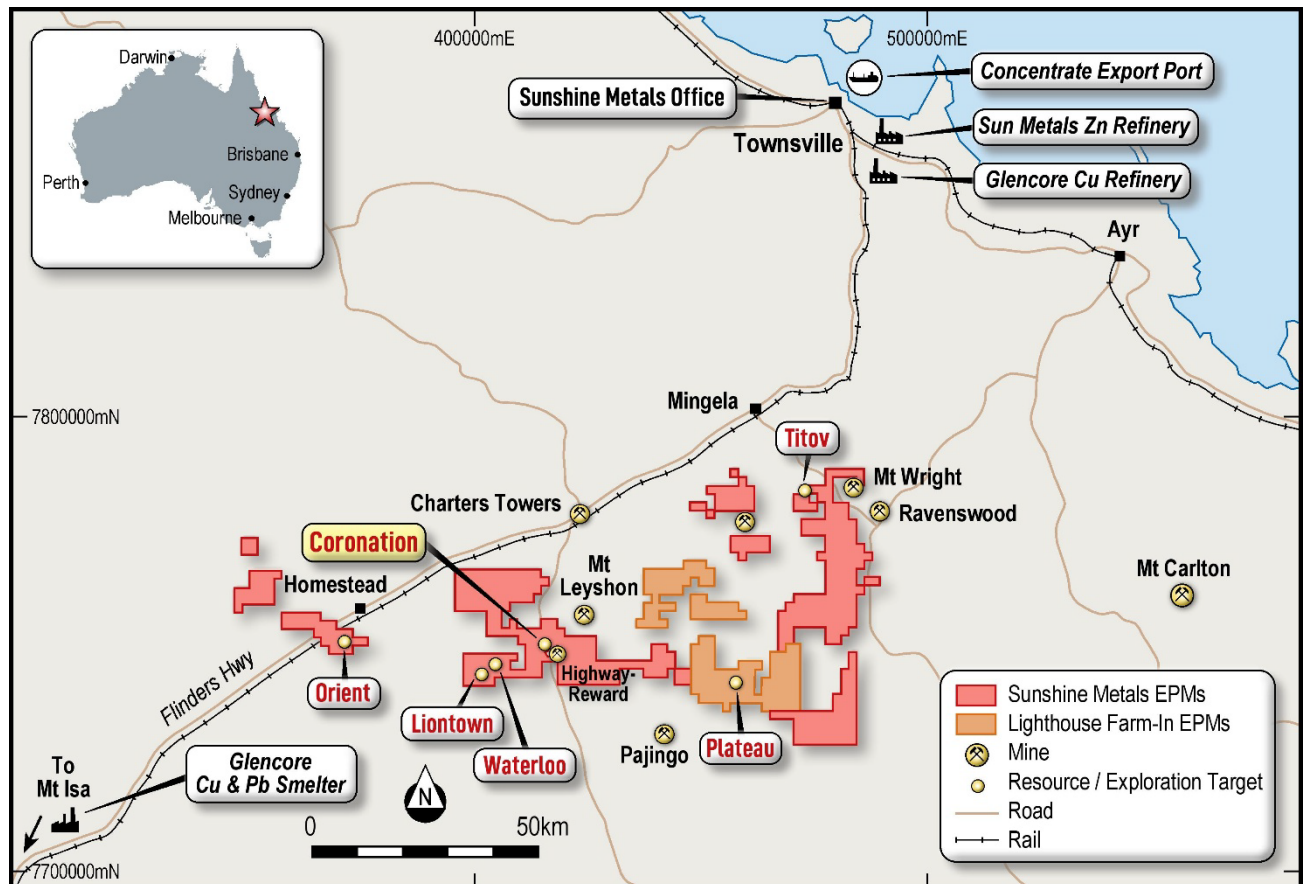 400000mE
500000mE
Darwin
Brisbane
Perth
Sydney
Melbourne
Concentrate Export Port
Sunshine Metals Office
Sun Metals Zn Refinery
Townsville
Glencore Cu Refinery
Ayr
7800000mN
Mingela
Titov
Mt Wright
Charters Towers
Ravenswood
Coronation
Mt
Leyshon
Mt Carlton
Homestead
Highway-
Reward
Flinders Hwy
Orient
Liontown
Waterloo
Pajingo
Plateau
To
Mt Isa
Glencore
Cu & Pb Smelter
N
0
50km
Sunshine Metals EPMs
Lighthouse Farm-In EPMs
Mine
Resource / Exploration Target
Road
Rail
7700000mN